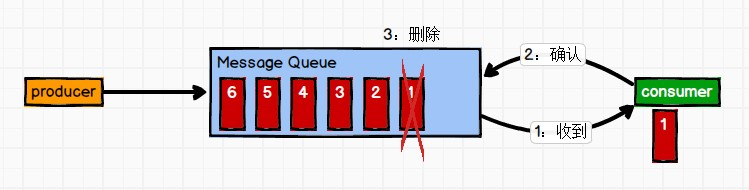 3：删除
Message Queue
2：确认
producer
6 5 4 3 2 1
consumer
1：收到
1